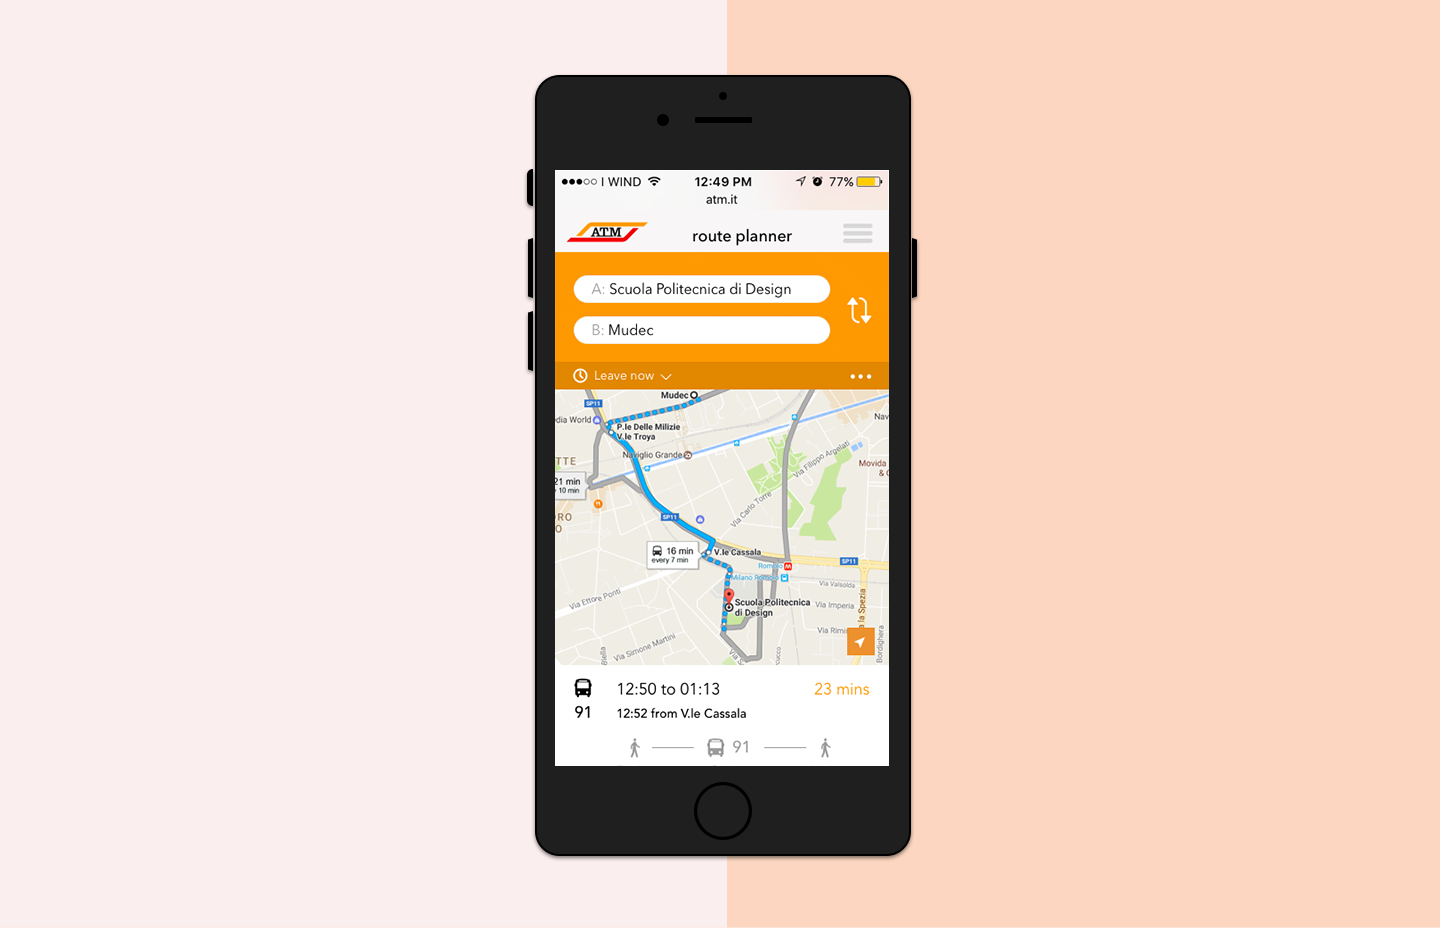 I WIND
12:49 PM
77%
atm.it
ATM
route planner
A: Scuola Politecnica di Design
B: Mudec
Leave now
Mudec
SP11
dia World
P.le Delle Milizie
V.le Troya
Naviglio Grande
Via Filippo Argelati
Nav
Movida
& C
TTE
21 min
10 min
ORO
O
Via Carlo Torre
SP11
16 min
every 7 min
V.le Cassala
Romolo
M
SP11
Milano Romolo
Via Valsolda
Via Ettore Ponti
Scuola Politecnica
di Design
Via Imperia
a la Spezia
Via Rimi
Bordighera
Via Simone Martini
Via S
12:50 to 01:13
23 mins
91
12:52 from V.le Cassala
91